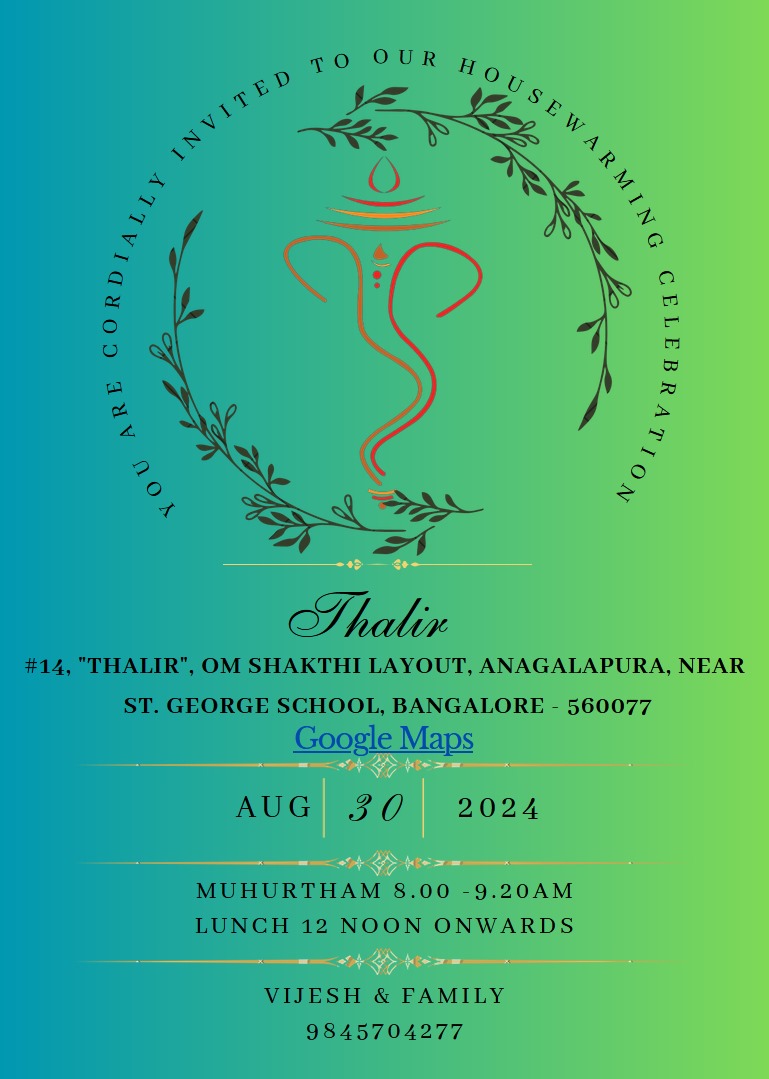 YOU ARE CORDIALLY INVITED TO OUR HOUSEWARMING CELEBRATION
Thalir
#14, "THALIR", OM SHAKTHI LAYOUT, ANAGALAPURA, NEAR
ST. GEORGE SCHOOL, BANGALORE - 560077
Google Maps
AUG 30 2024
MUHURTHAM 8.00 -9.20AM
LUNCH 12 NOON ONWARDS
VIJESH & FAMILY
9845704277